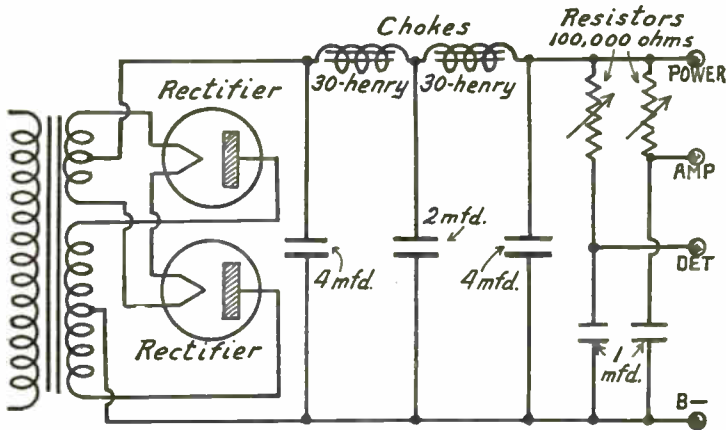 Chokes
Resistors
100,000 ohms
Rectifier
30-henry
30-henry
POWER
AMP
2 mfd.
DET
4 mfd.
4 mfd.
Rectifier
1
mfd.
B-